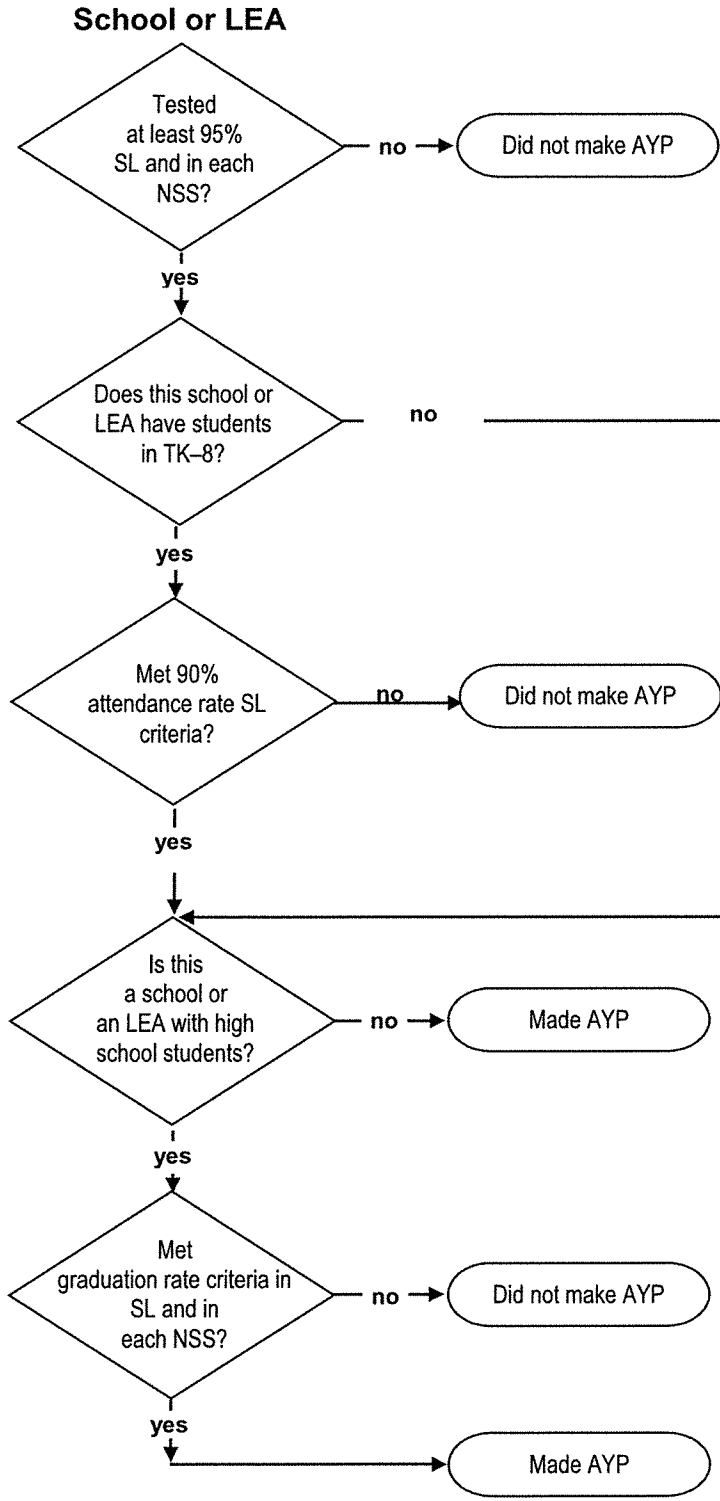 School or LEA
Tested
at least 95%
SL and in each
NSS?
no
Did not make AYP
yes
Does this school or
LEA have students
in TK–8?
no
yes
Met 90%
attendance rate SL
criteria?
no
Did not make AYP
yes
Is this
a school or
an LEA with high
school students?
no
Made AYP
yes
Met
graduation rate criteria in
SL and in
each NSS?
no
Did not make AYP
yes
Made AYP